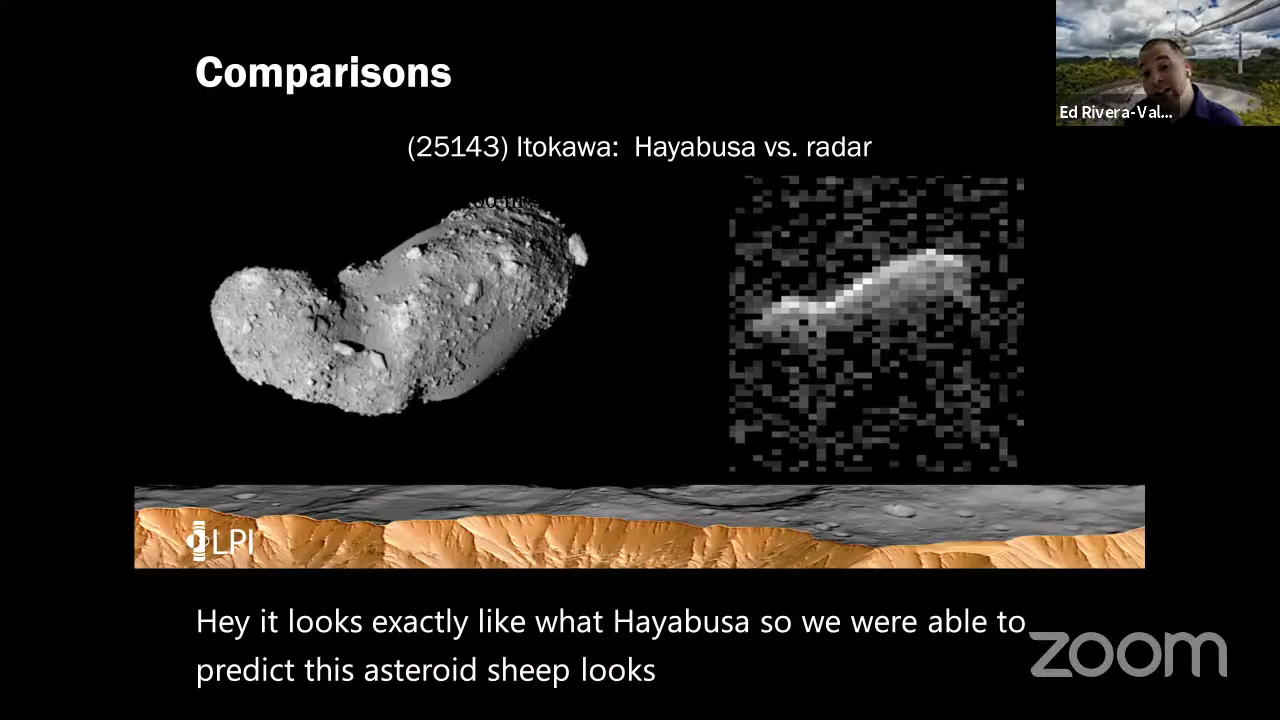 Comparisons
Ed Rivera-Val...
(25143) Itokawa: Hayabusa vs. radar
LPI
Hey it looks exactly like what Hayabusa so we were able to
predict this asteroid sheep looks
zoom